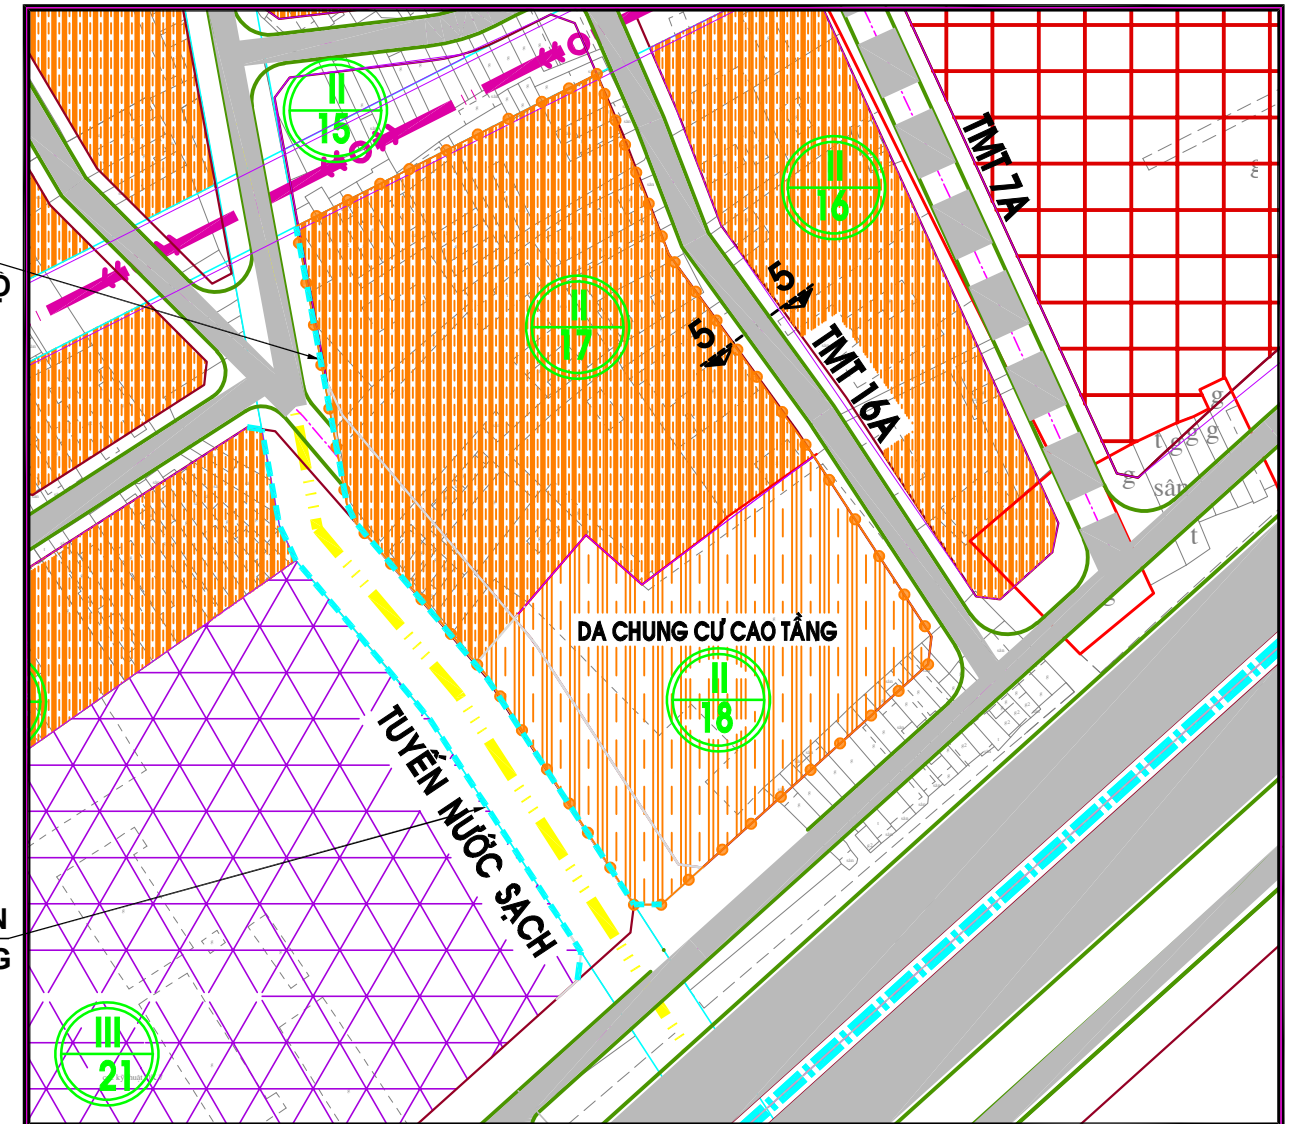 II
15
TMT 7A
II
16
Ộ
5
5
II
17
TMT 16A
g
t
g
g
g
g
sân
t
DA CHUNG CƯ CAO TẦNG
II
18
TUYẾN NƯỚC SẠCH
N
G
III
21